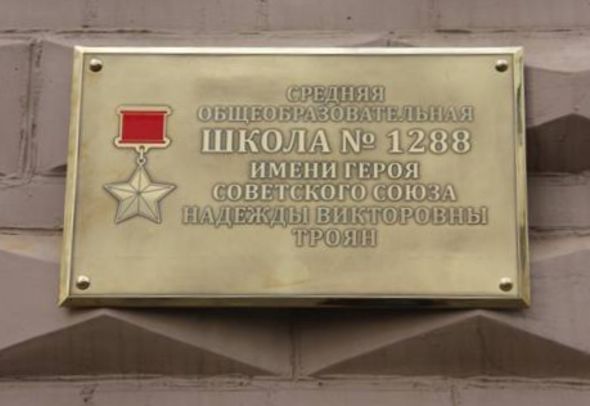 СРЕДНЯЯ
ОБЩЕОБРАЗОВАТЕЛЬНАЯ
ШКОЛА № 1288
ИМЕНИ ГЕРОЯ
СОВЕТСКОГО СОЮЗА
НАДЕЖДЫ ВИКТОРОВНЫ
ТРОЯН